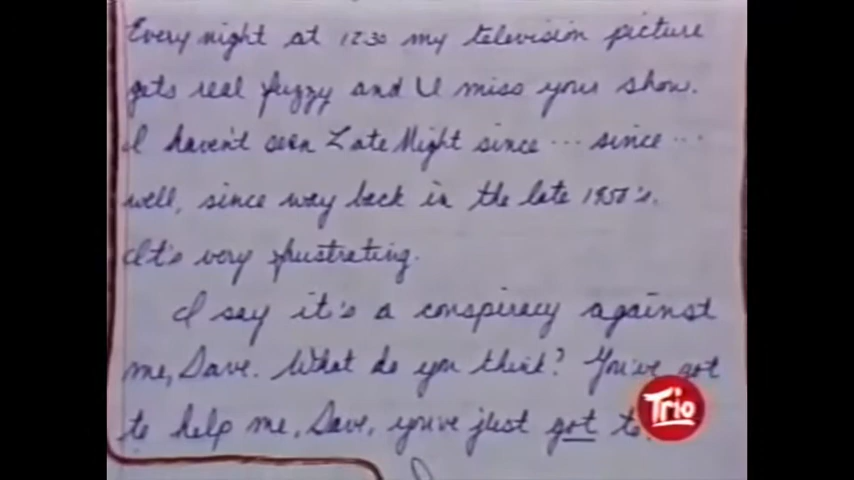 Every night at 12:30 my television picture
gets real fuzzy and I miss your show.
I haven't seen Late Night since ... since ...
well, since way back in the late 1950's.
It's very frustrating.
I say it's a conspiracy against
me, Dave. What do you think? You've got
to help me, Dave, you've just got to.
Trio